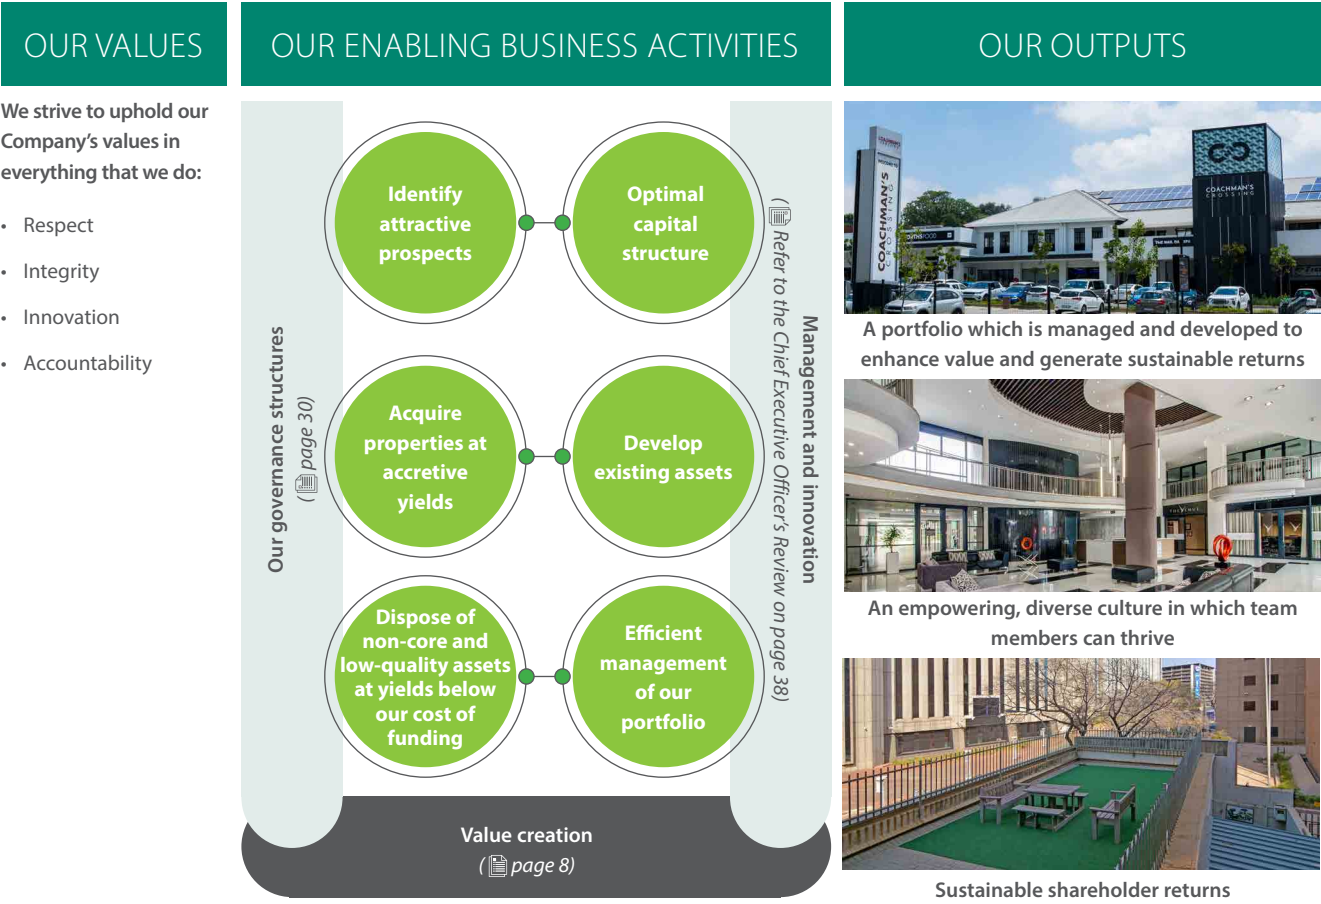 OUR VALUES
We strive to uphold our
Company’s values in
everything that we do:
• Respect
• Integrity
• Innovation
• Accountability
OUR ENABLING BUSINESS ACTIVITIES
Our governance structures
( page 30)
Identify
attractive
prospects
Optimal
capital
structure
Acquire
properties at
accretive
yields
Develop
existing assets
Dispose of
non-core and
low-quality assets
at yields below
our cost of
funding
Efficient
management
of our
portfolio
Management and innovation
( Refer to the Chief Executive Officer’s Review on page 38)
Value creation
( page 8)
OUR OUTPUTS
COACHMAN'S
CROSSING
COACHMAN'S
CROSSING
A portfolio which is managed and developed to
enhance value and generate sustainable returns
An empowering, diverse culture in which team
members can thrive
Sustainable shareholder returns